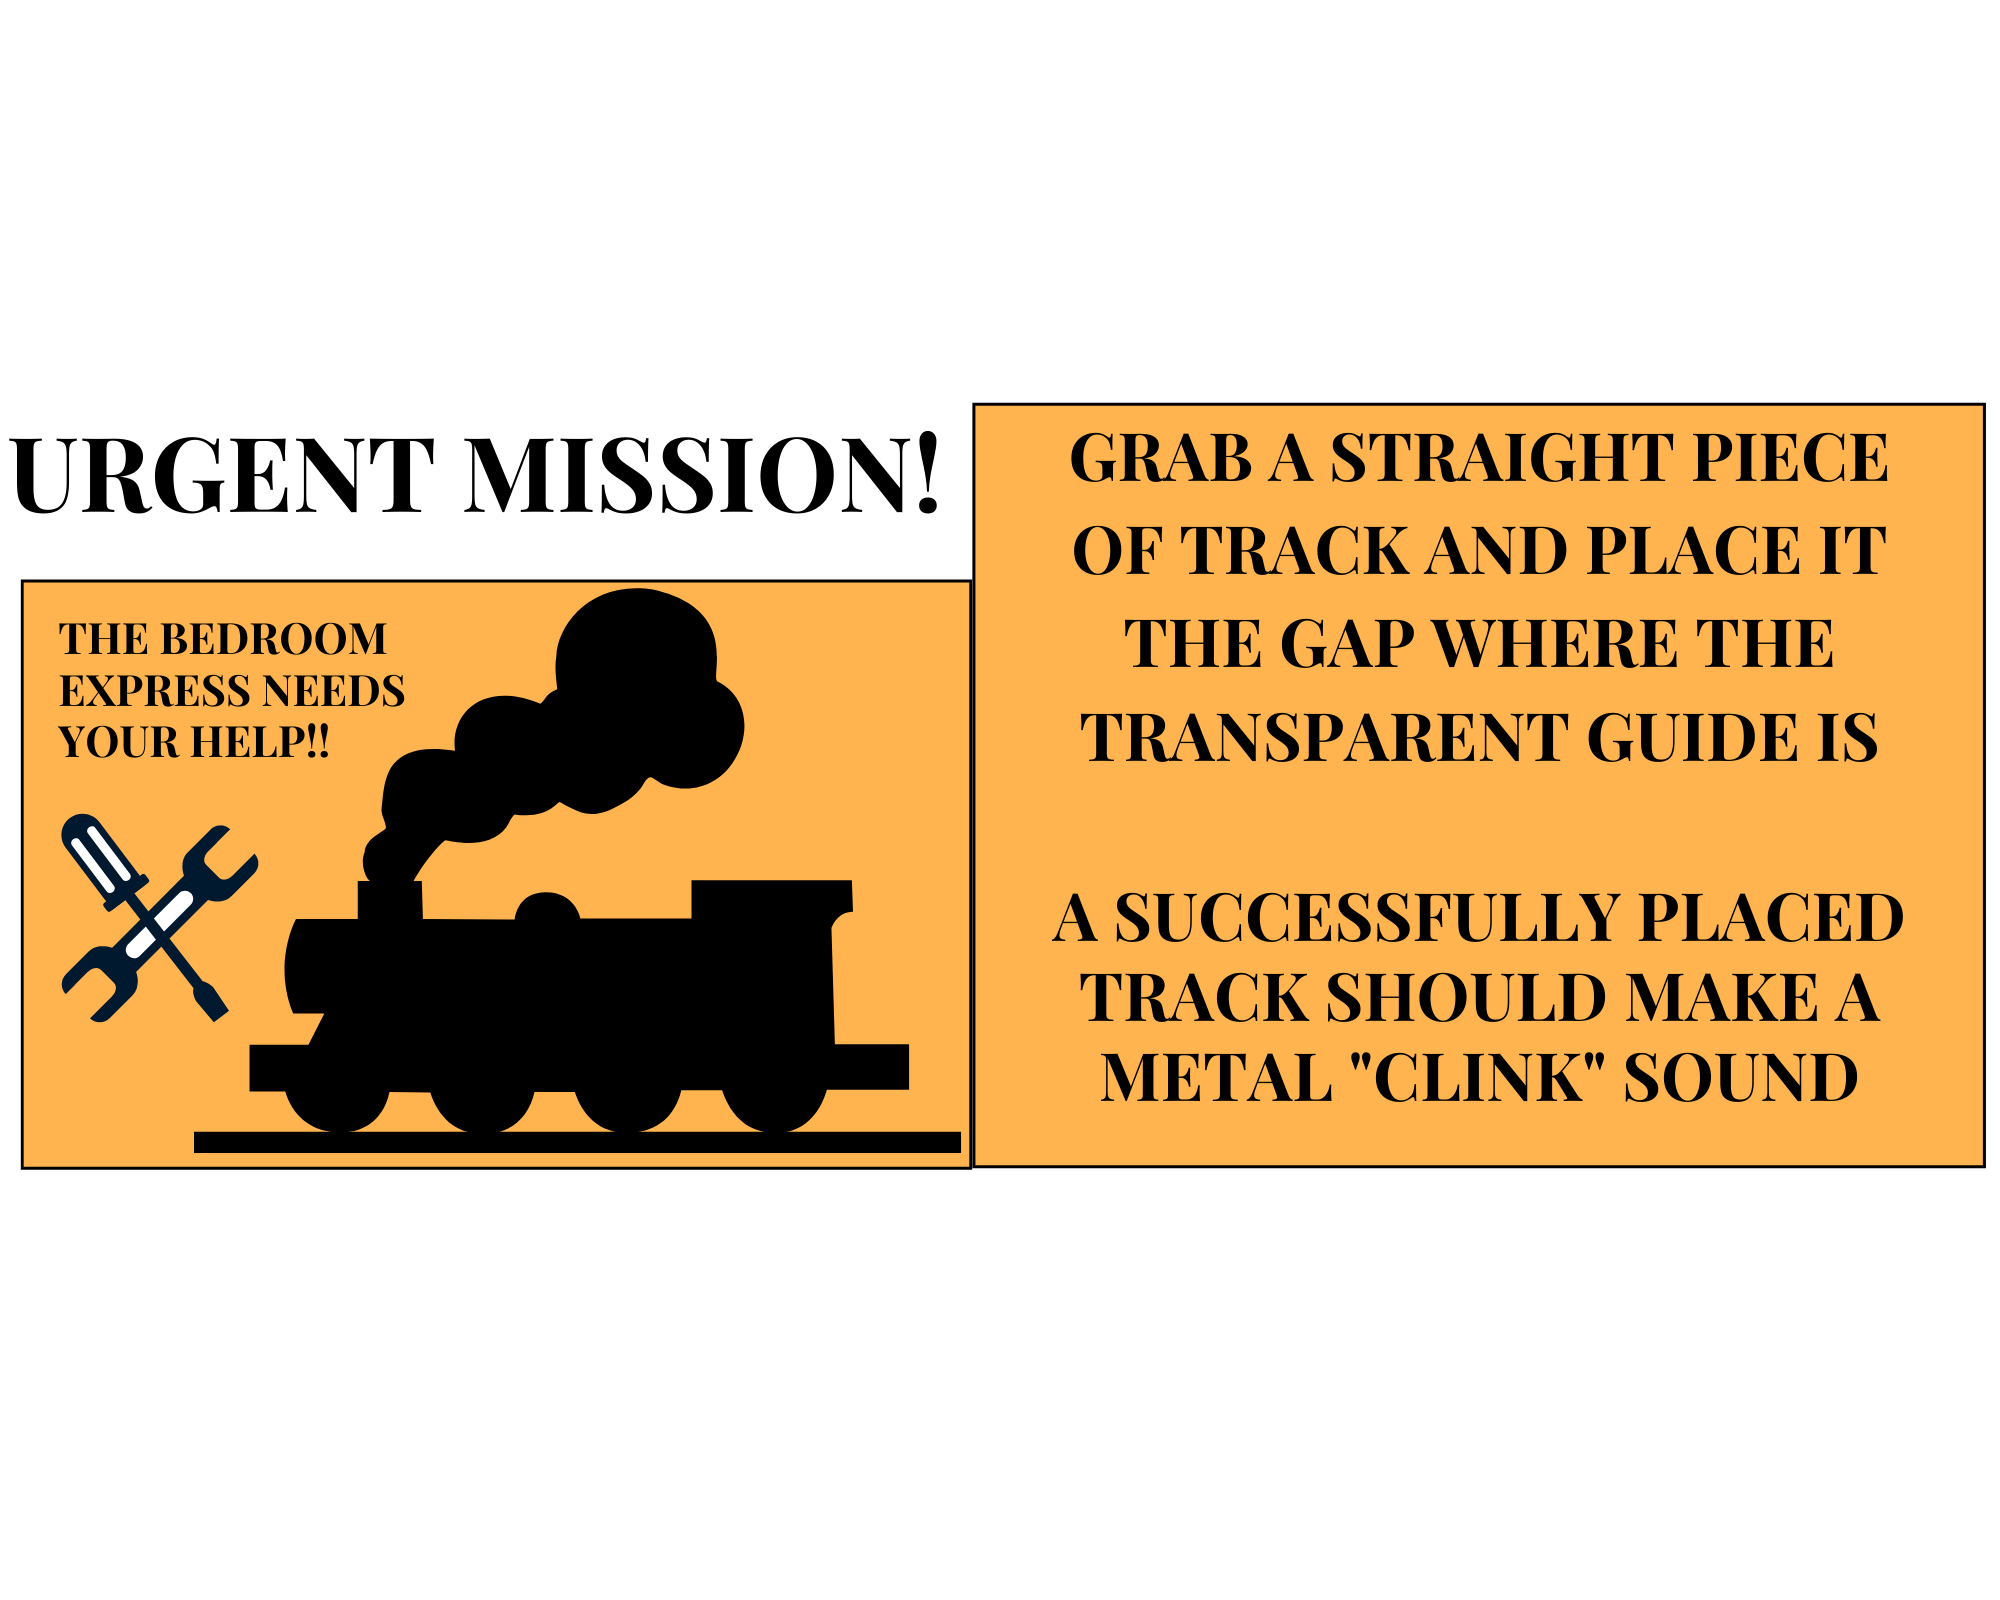 URGENT MISSION!
THE BEDROOM
EXPRESS NEEDS
YOUR HELP!!
GRAB A STRAIGHT PIECE
OF TRACK AND PLACE IT
THE GAP WHERE THE
TRANSPARENT GUIDE IS
A SUCCESSFULLY PLACED
TRACK SHOULD MAKE A
METAL "CLINK" SOUND